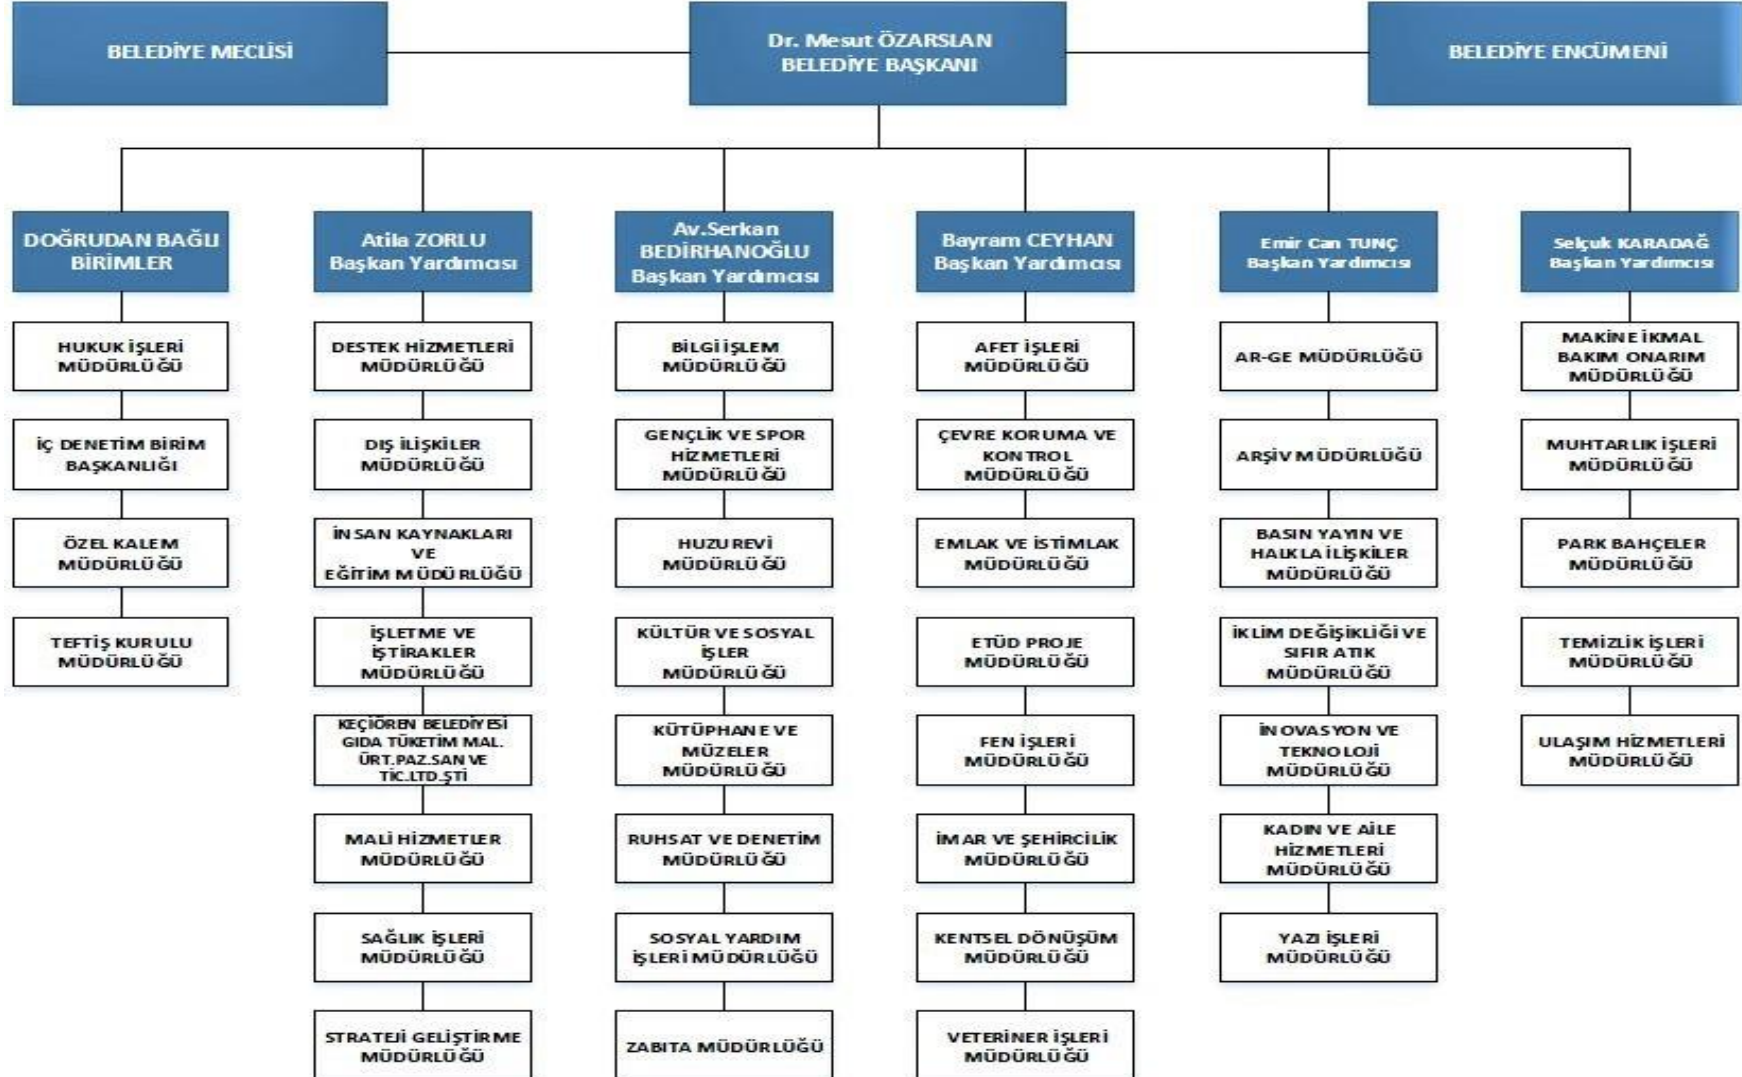 BELEDİYE MECLİSİ
Dr. Mesut ÖZARSLAN
BELEDİYE BAŞKANI
BELEDİYE ENCÜMENİ
DOĞRUDAN BAĞLI
BİRİMLER
HUKUK İŞLERİ
MÜDÜRLÜĞÜ
İÇ DENETİM BİRİM
BAŞKANLIĞI
ÖZEL KALEM
MÜDÜRLÜĞÜ
TEFTİŞ KURULU
MÜDÜRLÜĞÜ
Atila ZORLU
Başkan Yardımcısı
DESTEK HİZMETLERİ
MÜDÜRLÜĞÜ
DIŞ İLİŞKİLER
MÜDÜRLÜĞÜ
İNSAN KAYNAKLARI
VE
EĞİTİM MÜDÜRLÜĞÜ
İŞLETME VE
İŞTİRAKLER
MÜDÜRLÜĞÜ
KEÇİÖREN BELEDİYESİ
GIDA TÜKETİM MAL.
ÜRT.PAZ.SAN VE
TİC.LTD.ŞTİ
MALİ HİZMETLER
MÜDÜRLÜĞÜ
SAĞLIK İŞLERİ
MÜDÜRLÜĞÜ
STRATEJİ GELİŞTİRME
MÜDÜRLÜĞÜ
Av.Serkan
BEDİRHANOĞLU
Başkan Yardımcısı
BİLGİ İŞLEM
MÜDÜRLÜĞÜ
GENÇLİK VE SPOR
HİZMETLERİ
MÜDÜRLÜĞÜ
HUZUREVİ
MÜDÜRLÜĞÜ
KÜLTÜR VE SOSYAL
İŞLER
MÜDÜRLÜĞÜ
KÜTÜPHANE VE
MÜZELER
MÜDÜRLÜĞÜ
RUHSAT VE DENETİM
MÜDÜRLÜĞÜ
SOSYAL YARDIM
İŞLERİ MÜDÜRLÜĞÜ
ZABITA MÜDÜRLÜĞÜ
Bayram CEYHAN
Başkan Yardımcısı
AFET İŞLERİ
MÜDÜRLÜĞÜ
ÇEVRE KORUMA VE
KONTROL
MÜDÜRLÜĞÜ
EMLAK VE İSTİMLAK
MÜDÜRLÜĞÜ
ETÜD PROJE
MÜDÜRLÜĞÜ
FEN İŞLERİ
MÜDÜRLÜĞÜ
İMAR VE ŞEHİRCİLİK
MÜDÜRLÜĞÜ
KENTSEL DÖNÜŞÜM
MÜDÜRLÜĞÜ
VETERİNER İŞLERİ
MÜDÜRLÜĞÜ
Emir Can TUNÇ
Başkan Yardımcısı
AR-GE MÜDÜRLÜĞÜ
ARŞİV MÜDÜRLÜĞÜ
BASIN YAYIN VE
HALKLA İLİŞKİLER
MÜDÜRLÜĞÜ
İKLİM DEĞİŞİKLİĞİ VE
SIFIR ATIK
MÜDÜRLÜĞÜ
İNOVASYON VE
TEKNOLOJİ
MÜDÜRLÜĞÜ
KADIN VE AİLE
HİZMETLERİ
MÜDÜRLÜĞÜ
YAZI İŞLERİ
MÜDÜRLÜĞÜ
Selçuk KARADAĞ
Başkan Yardımcısı
MAKİNE İKMAL
BAKIM ONARIM
MÜDÜRLÜĞÜ
MUHTARLIK İŞLERİ
MÜDÜRLÜĞÜ
PARK BAHÇELER
MÜDÜRLÜĞÜ
TEMİZLİK İŞLERİ
MÜDÜRLÜĞÜ
ULAŞIM HİZMETLERİ
MÜDÜRLÜĞÜ